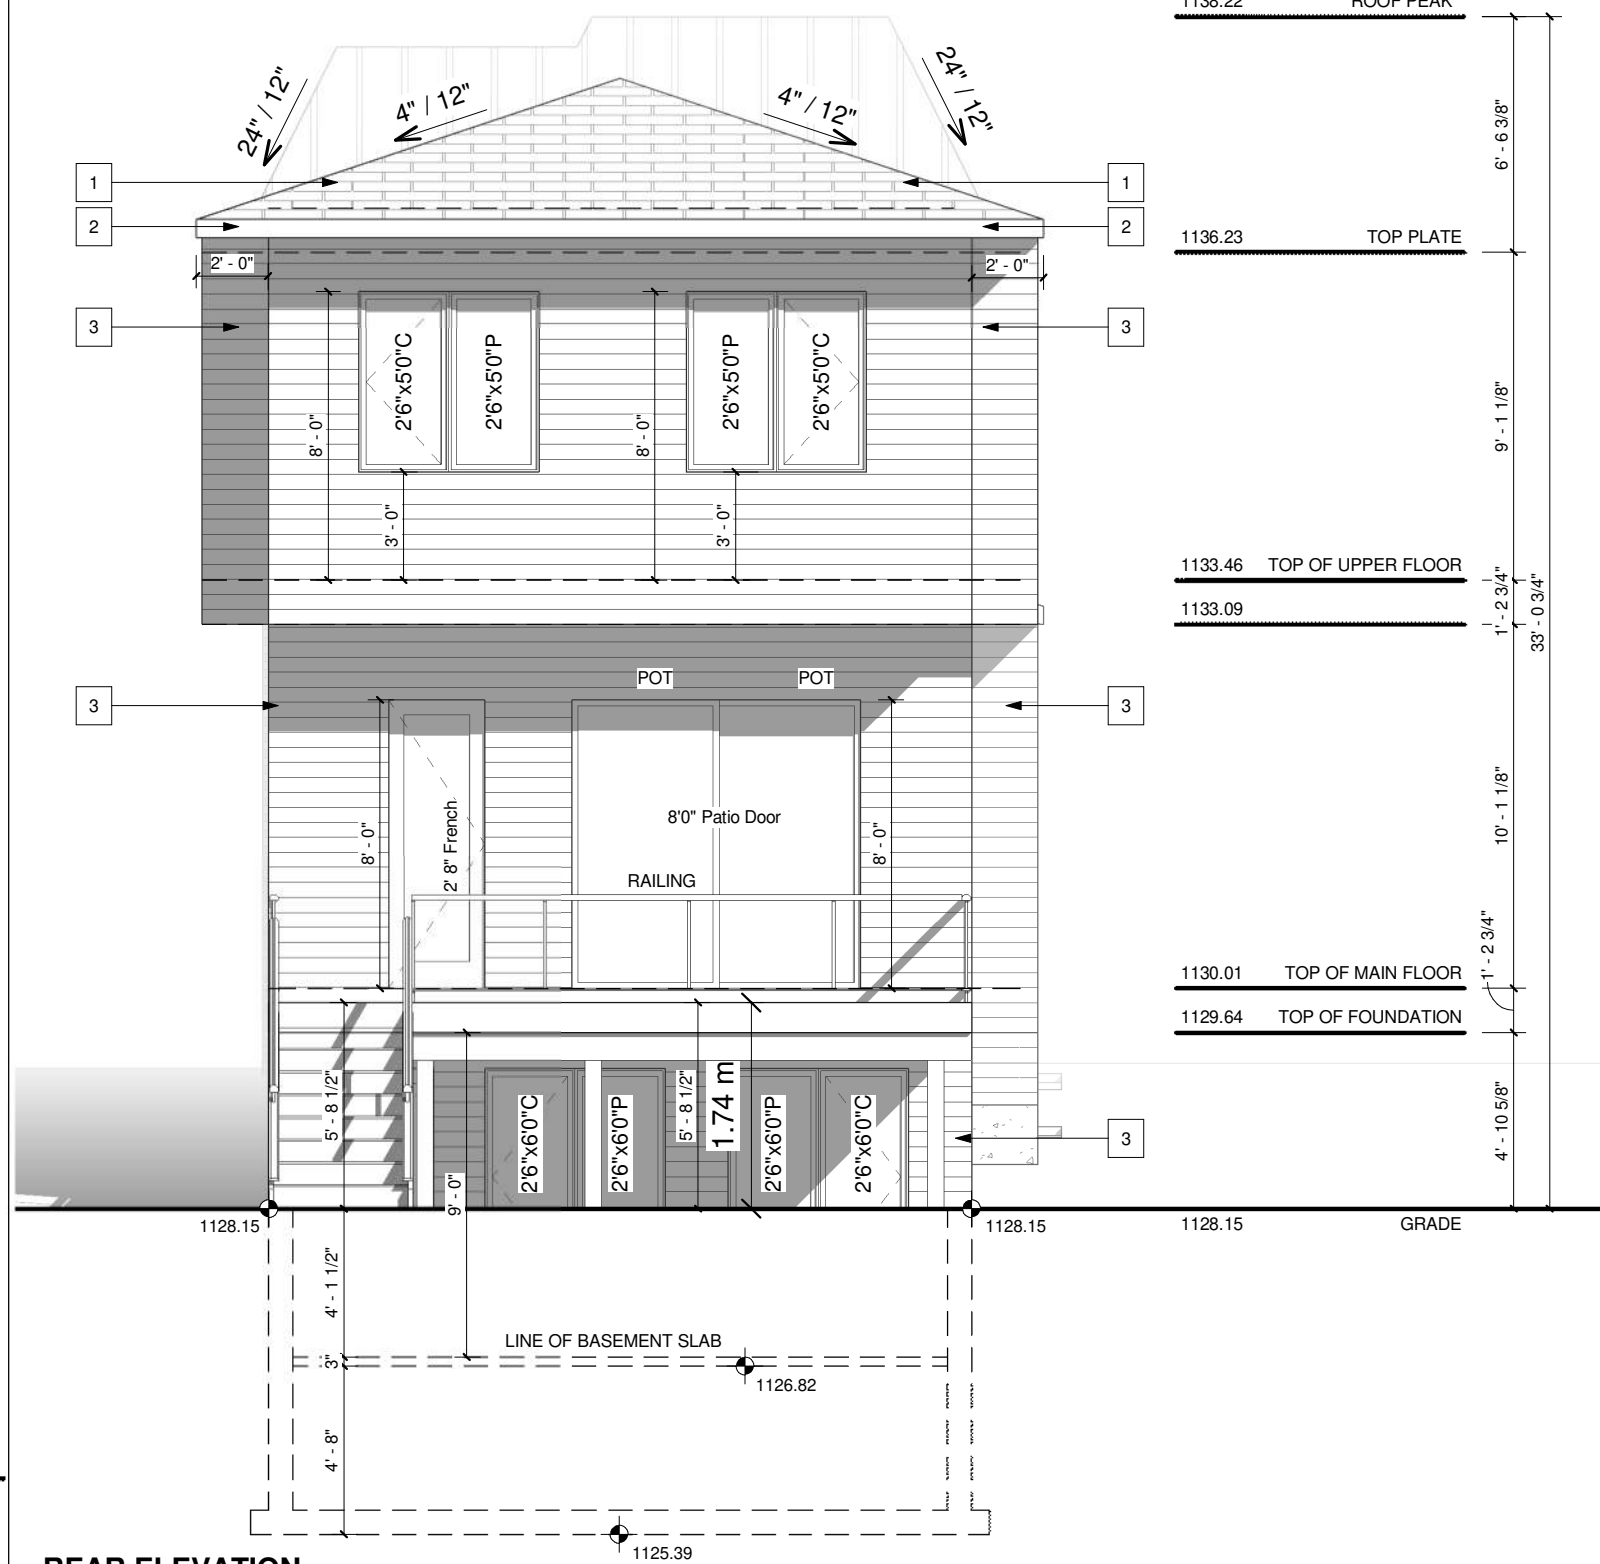 1138.22 ROOF PEAK
24" / 12"
4" / 12"
4" / 12"
24" / 12"
6' - 6 3/8"
1
1
2
2
1136.23 TOP PLATE
2' - 0"
2' - 0"
3
3
2'6"x5'0"C
2'6"x5'0"P
2'6"x5'0"P
2'6"x5'0"C
8' - 0"
8' - 0"
9' - 1 1/8"
3' - 0"
3' - 0"
1133.46 TOP OF UPPER FLOOR
1133.09
1' - 2 3/4"
33' - 0 3/4"
POT
POT
3
3
8' - 0"
2' 8" French
8'0" Patio Door
8' - 0"
10' - 1 1/8"
RAILING
1' - 2 3/4"
1130.01 TOP OF MAIN FLOOR
1129.64 TOP OF FOUNDATION
5' - 8 1/2"
2'6"x6'0"C
2'6"x6'0"P
5' - 8 1/2"
1.74 m
2'6"x6'0"P
2'6"x6'0"C
3
4' - 10 5/8"
9' - 0"
1128.15
1128.15
1128.15 GRADE
4' - 1 1/2"
LINE OF BASEMENT SLAB
3"
1126.82
4' - 8"
1125.39
REAR ELEVATION